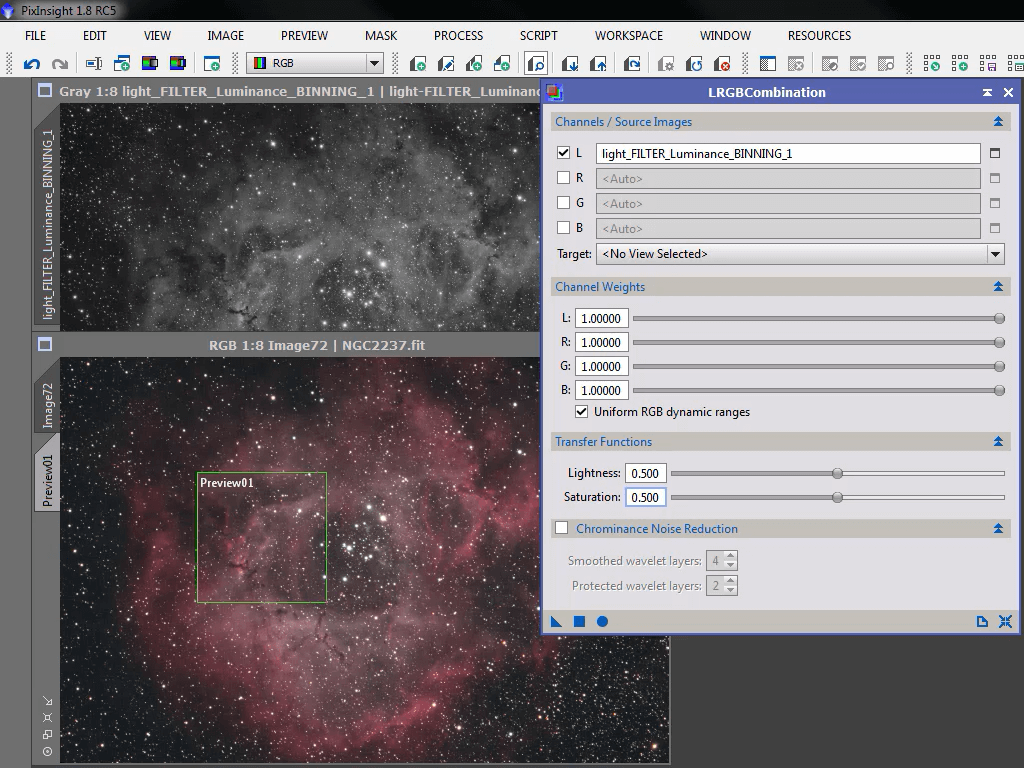 PixInsight 1.8 RC5
FILE EDIT VIEW IMAGE PREVIEW MASK PROCESS SCRIPT WORKSPACE WINDOW RESOURCES
RGB
Gray 1:8 light_FILTER_Luminance_BINNING_1 | light-FILTER_Luminanc
light_FILTER_Luminance_BINNING_1
RGB 1:8 Image72 | NGC2237.fit
Image72
Preview01
Preview01
LRGBCombination
Channels / Source Images
L light_FILTER_Luminance_BINNING_1
R <Auto>
G <Auto>
B <Auto>
Target: <No View Selected>
Channel Weights
L: 1.00000
R: 1.00000
G: 1.00000
B: 1.00000
Uniform RGB dynamic ranges
Transfer Functions
Lightness: 0.500
Saturation: 0.500
Chrominance Noise Reduction
Smoothed wavelet layers: 4
Protected wavelet layers: 2